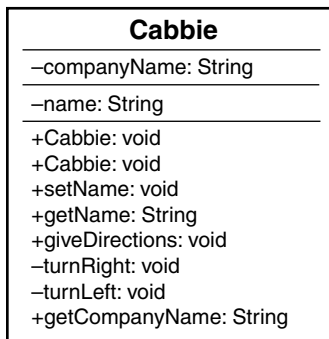 Cabbie
–companyName: String
–name: String
+Cabbie: void
+Cabbie: void
+setName: void
+getName: String
+giveDirections: void
–turnRight: void
–turnLeft: void
+getCompanyName: String